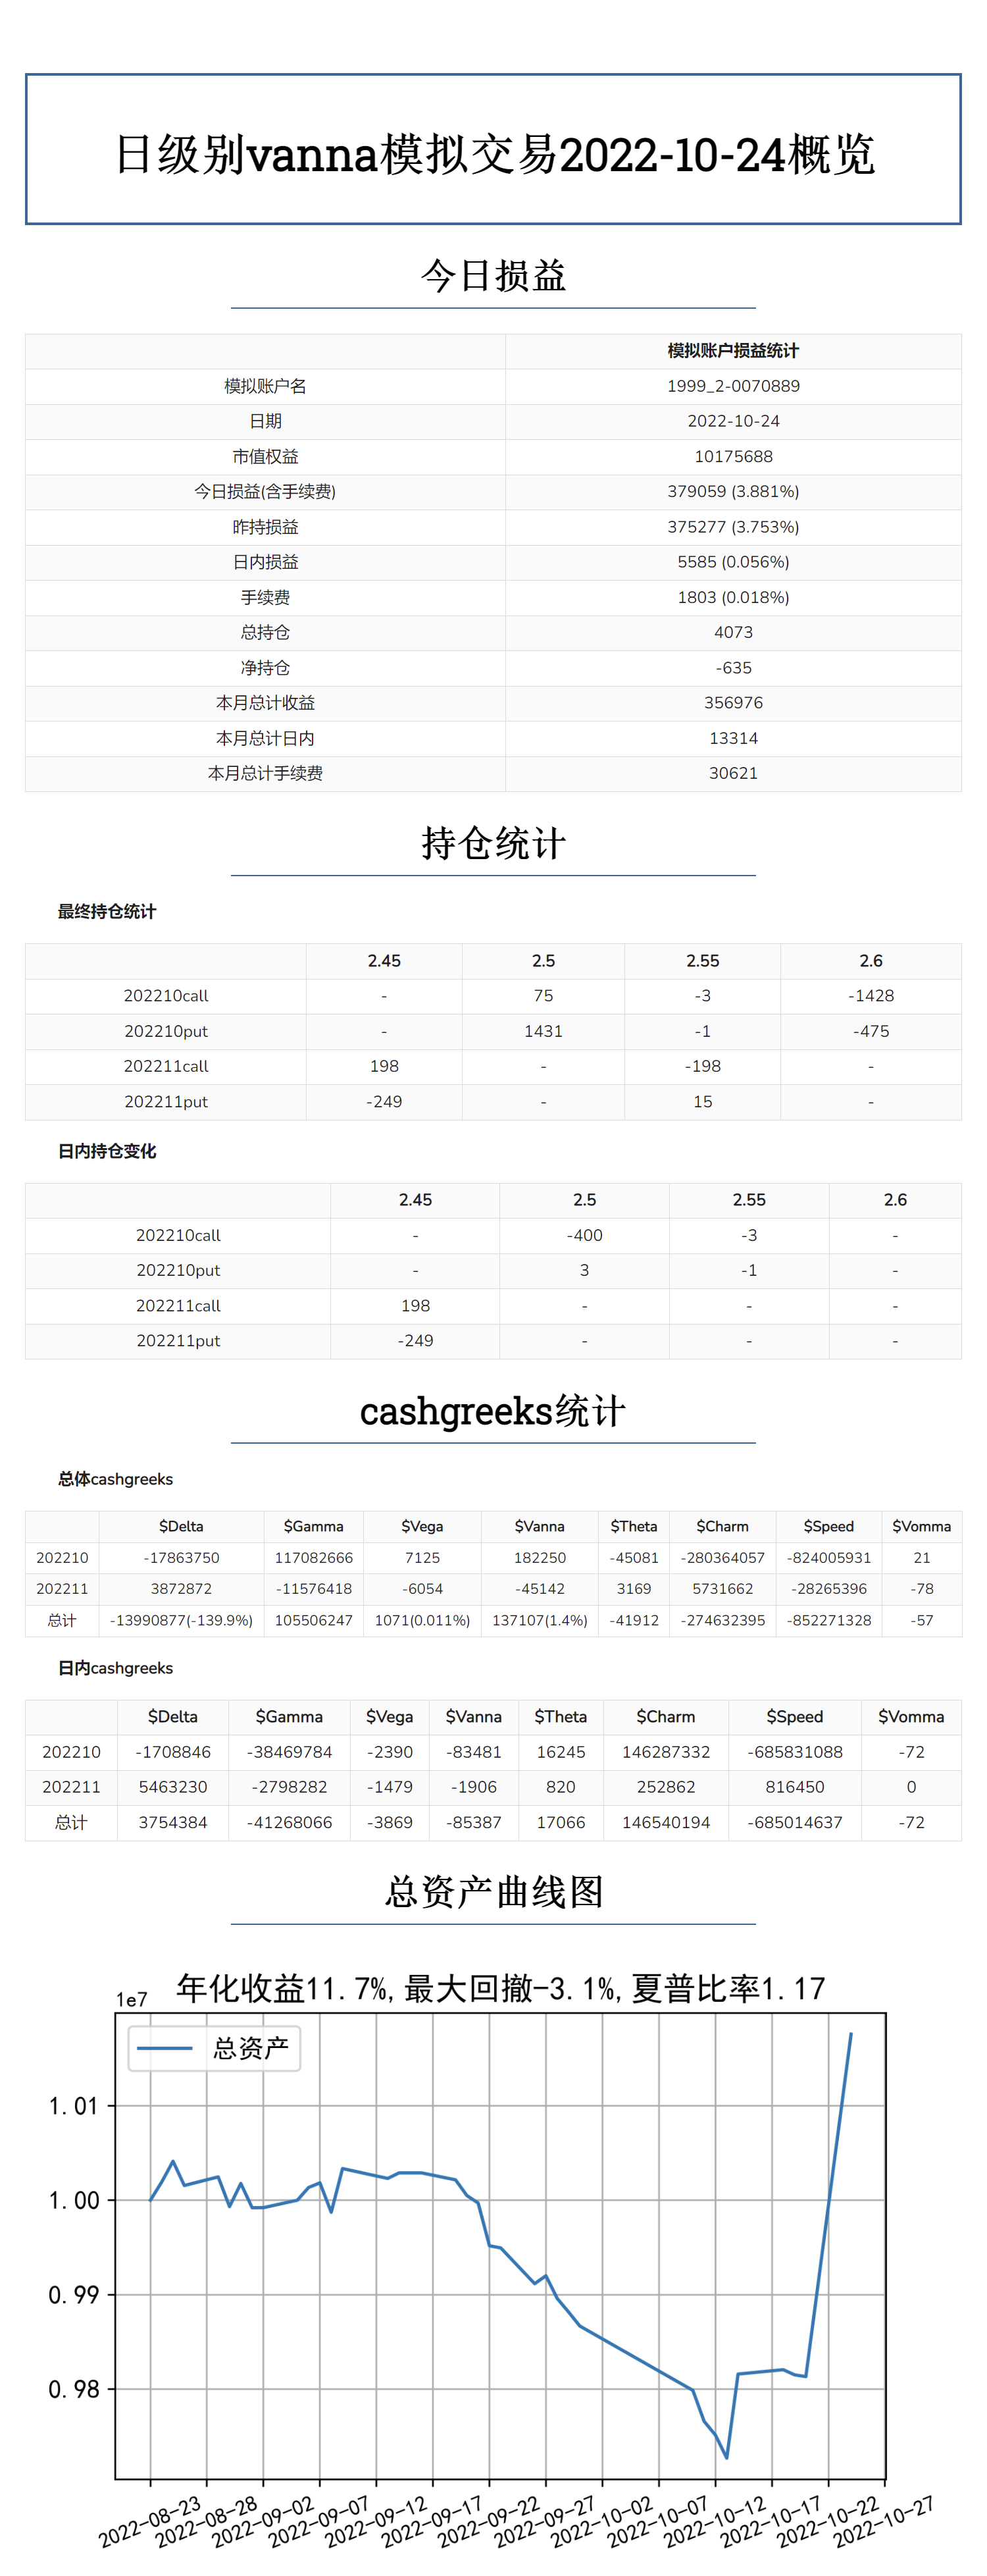 日级别vanna模拟交易2022-10-24概览
今日损益
模拟账户损益统计
模拟账户名 1999_2-0070889
日期 2022-10-24
市值权益 10175688
今日损益(含手续费) 379059 (3.881%)
昨持损益 375277 (3.753%)
日内损益 5585 (0.056%)
手续费 1803 (0.018%)
总持仓 4073
净持仓 -635
本月总计收益 356976
本月总计日内 13314
本月总计手续费 30621
持仓统计
最终持仓统计
2.45 2.5 2.55 2.6
202210call - 75 -3 -1428
202210put - 1431 -1 -475
202211call 198 - -198 -
202211put -249 - 15 -
日内持仓变化
2.45 2.5 2.55 2.6
202210call - -400 -3 -
202210put - 3 -1 -
202211call 198 - - -
202211put -249 - - -
cashgreeks统计
总体cashgreeks
$Delta $Gamma $Vega $Vanna $Theta $Charm $Speed $Vomma
202210 -17863750 117082666 7125 182250 -45081 -280364057 -824005931 21
202211 3872872 -11576418 -6054 -45142 3169 5731662 -28265396 -78
总计 -13990877(-139.9%) 105506247 1071(0.011%) 137107(1.4%) -41912 -274632395 -852271328 -57
日内cashgreeks
$Delta $Gamma $Vega $Vanna $Theta $Charm $Speed $Vomma
202210 -1708846 -38469784 -2390 -83481 16245 146287332 -685831088 -72
202211 5463230 -2798282 -1479 -1906 820 252862 816450 0
总计 3754384 -41268066 -3869 -85387 17066 146540194 -685014637 -72
总资产曲线图
年化收益11.7%,最大回撤-3.1%,夏普比率1.17
1e7
总资产
1.01
1.00
0.99
0.98
2022-08-23 2022-08-28 2022-09-02 2022-09-07 2022-09-12 2022-09-17 2022-09-22 2022-09-27 2022-10-02 2022-10-07 2022-10-12 2022-10-17 2022-10-22 2022-10-27